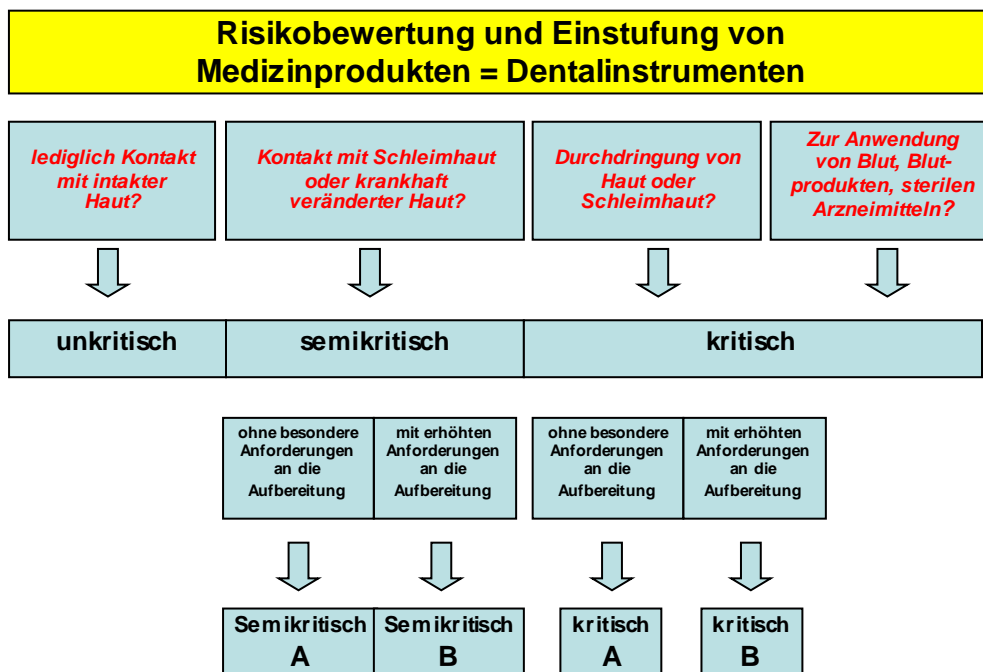 Risikobewertung und Einstufung von
Medizinprodukten = Dentalinstrumenten
lediglich Kontakt
mit intakter
Haut?
Kontakt mit Schleimhaut
oder krankhaft
veränderter Haut?
Durchdringung von
Haut oder
Schleimhaut?
Zur Anwendung
von Blut, Blut-
produkten, sterilen
Arzneimitteln?
unkritisch
semikritisch
kritisch
ohne besondere
Anforderungen
an die
Aufbereitung
mit erhöhten
Anforderungen
an die
Aufbereitung
ohne besondere
Anforderungen
an die
Aufbereitung
mit erhöhten
Anforderungen
an die
Aufbereitung
Semikritisch
A
Semikritisch
B
kritisch
A
kritisch
B